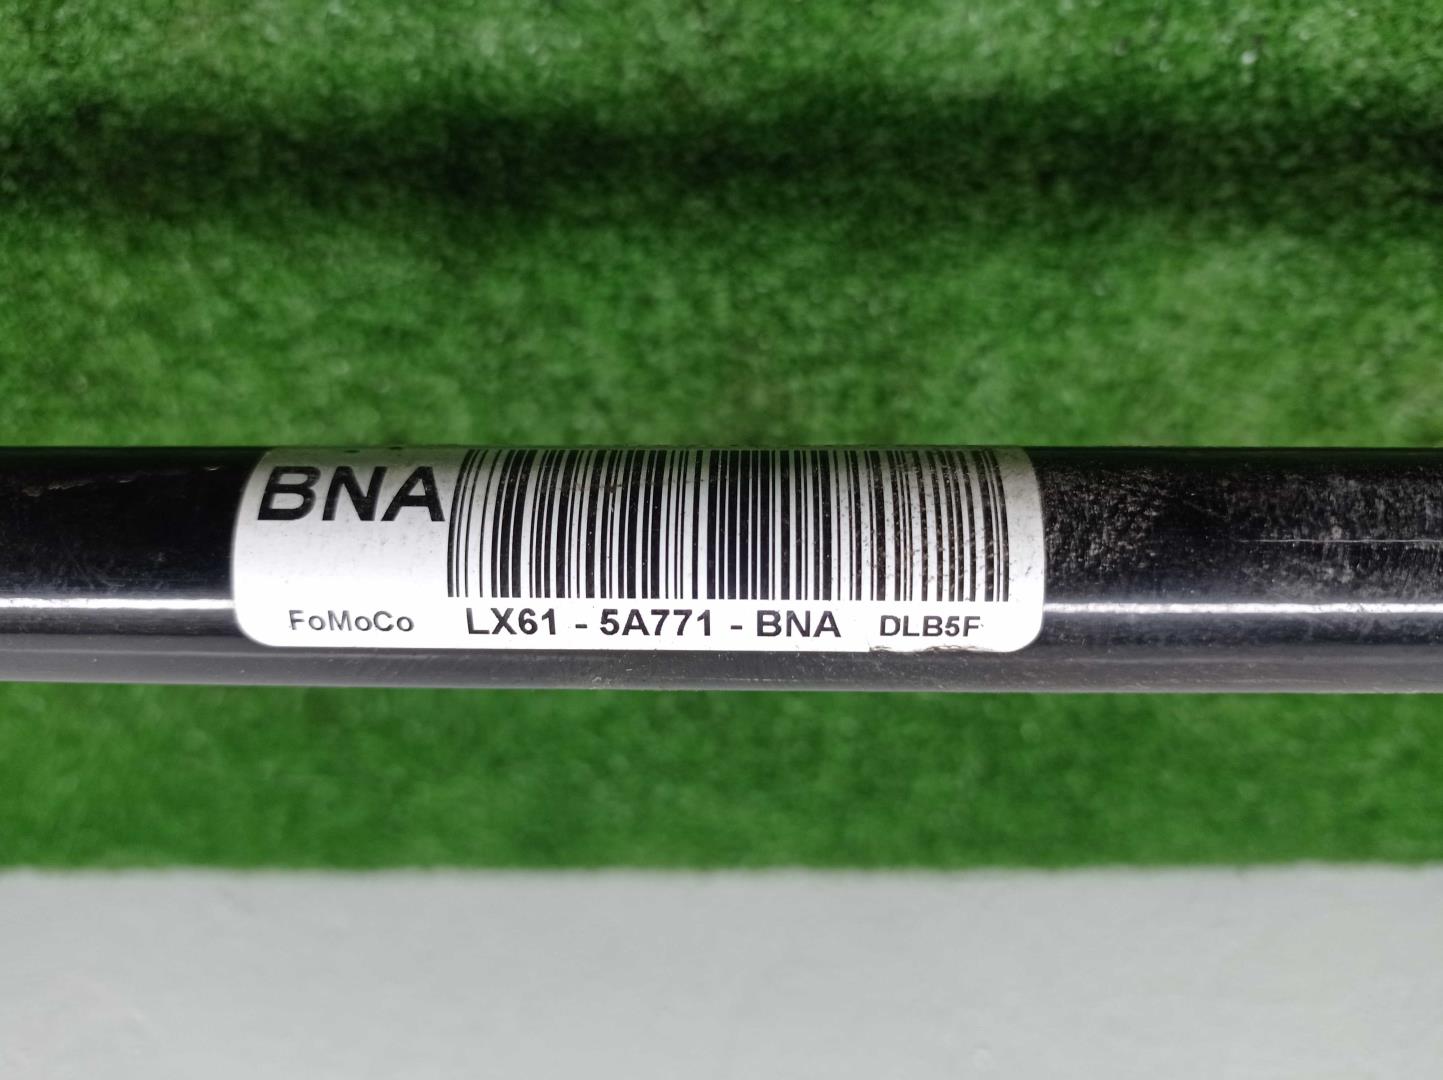 BNA
FoMoCo LX61 - 5A771 - BNA DLB5F